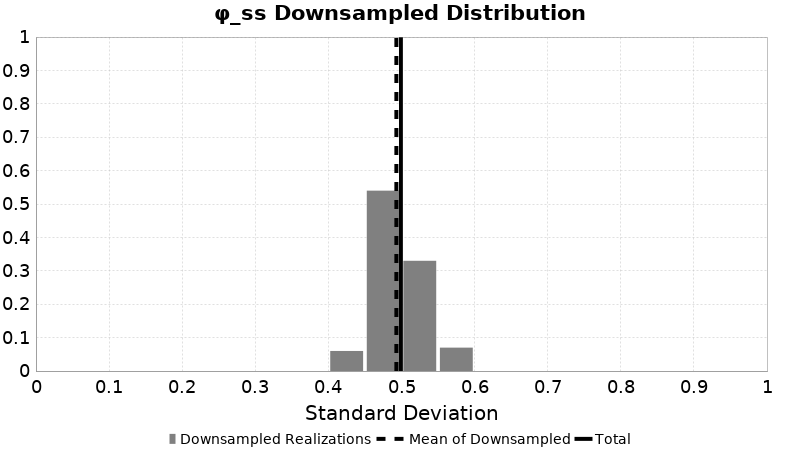 φ_ss Downsampled Distribution
1
0.9
0.8
0.7
0.6
0.5
0.4
0.3
0.2
0.1
0
0 0.1 0.2 0.3 0.4 0.5 0.6 0.7 0.8 0.9 1
Standard Deviation
Downsampled Realizations Mean of Downsampled Total